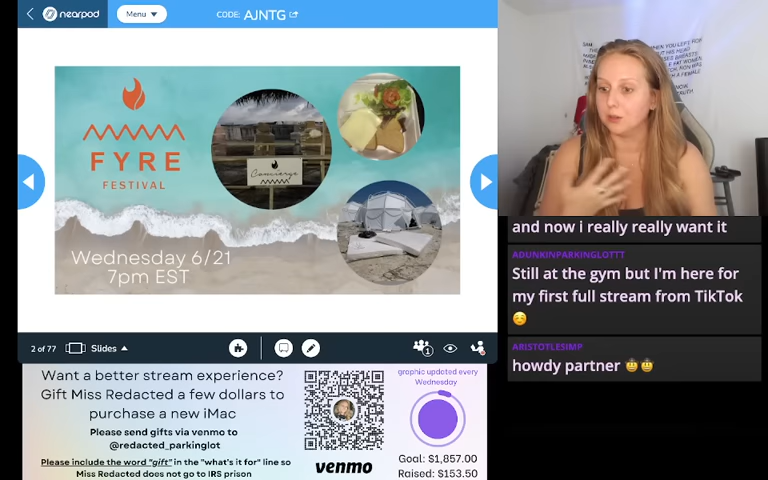 nearpod
Menu
CODE: AJNTG
FYRE
FESTIVAL
Concierge
Wednesday 6/21
7pm EST
2 of 77
Slides
1
Want a better stream experience?
Gift Miss Redacted a few dollars to
purchase a new iMac
Please send gifts via venmo to
@redacted_parkinglot
Please include the word "gift" in the "what's it for" line so
Miss Redacted does not go to IRS prison
venmo
graphic updated every
Wednesday
Goal: $1,857.00
Raised: $153.50
and now i really really want it
ADUNKINPARKINGLOTTT
Still at the gym but I'm here for
my first full stream from TikTok
☺️
ARISTOTLESIMP
howdy partner 🤠🤠